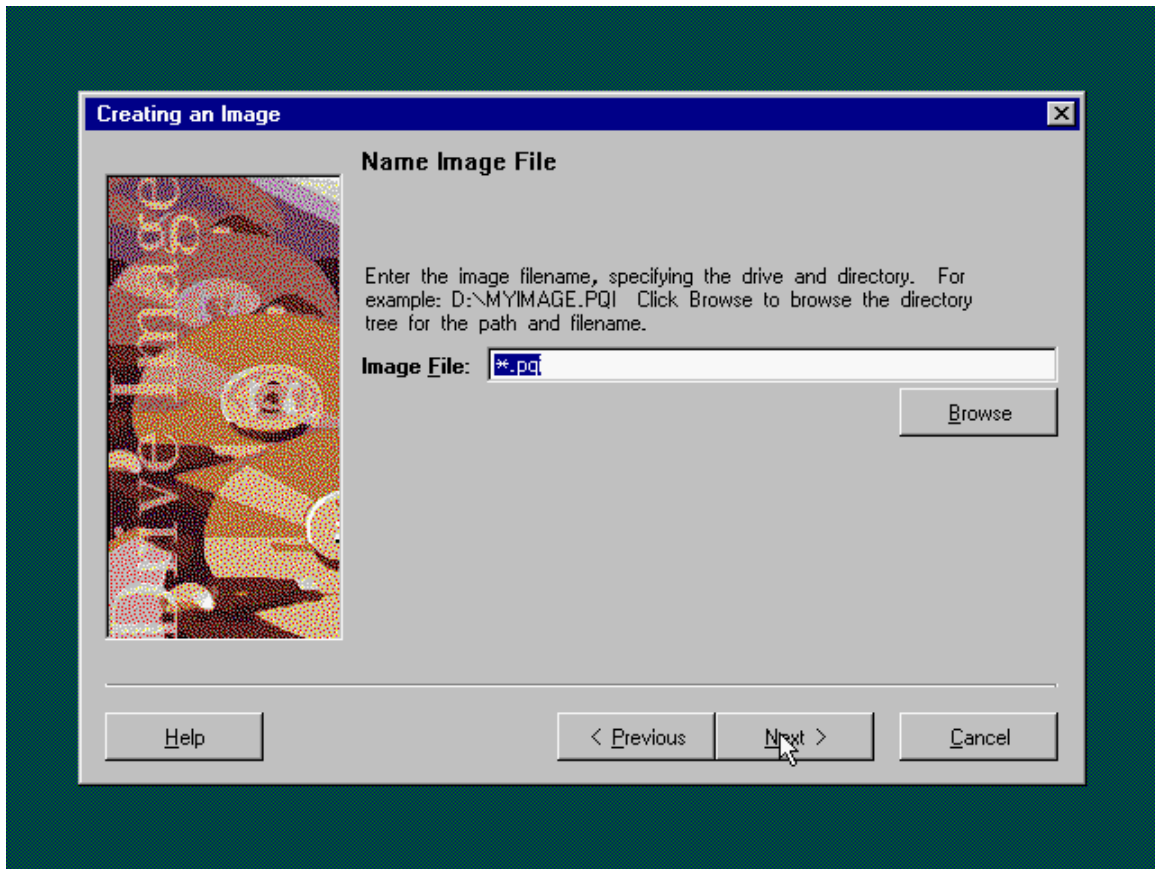 Creating an Image
Drive Image
Name Image File
Enter the image filename, specifying the drive and directory. For
example: D:\MYIMAGE.PQI Click Browse to browse the directory
tree for the path and filename.
Image File: *.pqi
Browse
Help < Previous Next > Cancel